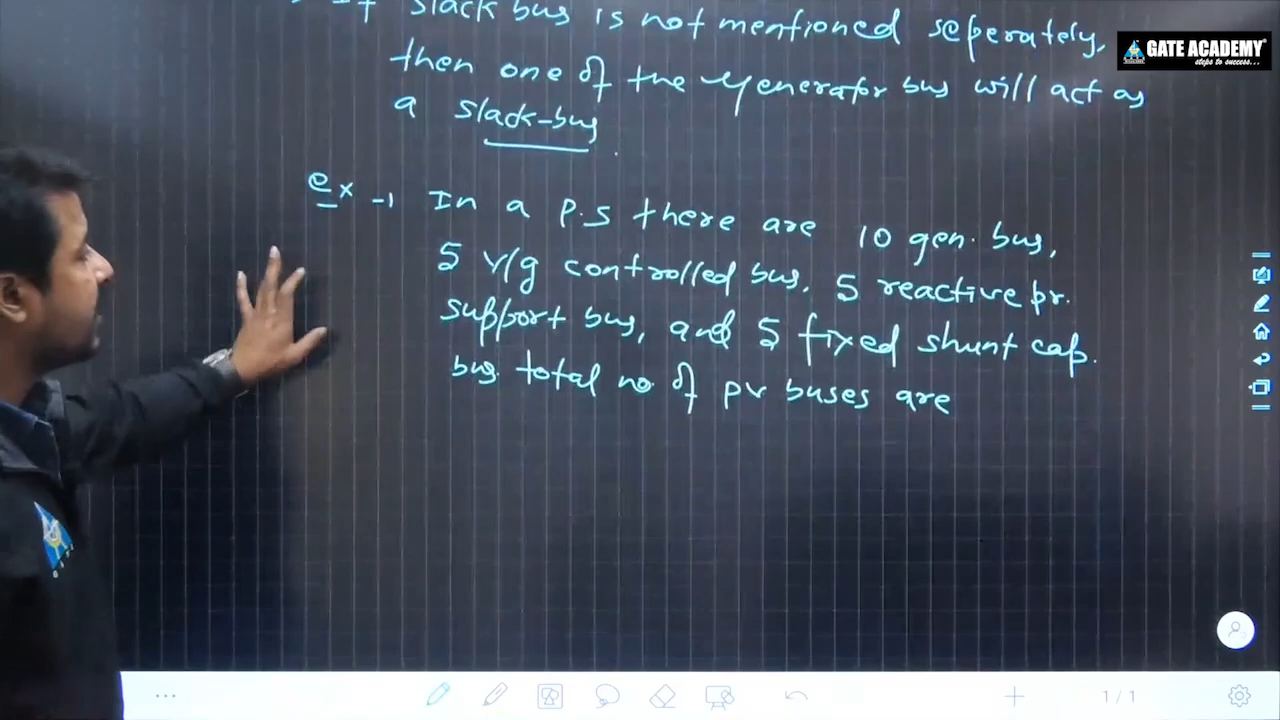 If slack bus is not mentioned seperately,
then one of the generator bus will act as
a slack-bus.
ex -1 In a P.S there are 10 gen. bus,
5 v/g controlled bus, 5 reactive pr.
support bus, and 5 fixed shunt cap.
bus. total no. of pv buses are
GATE ACADEMY
steps to success...
1/1